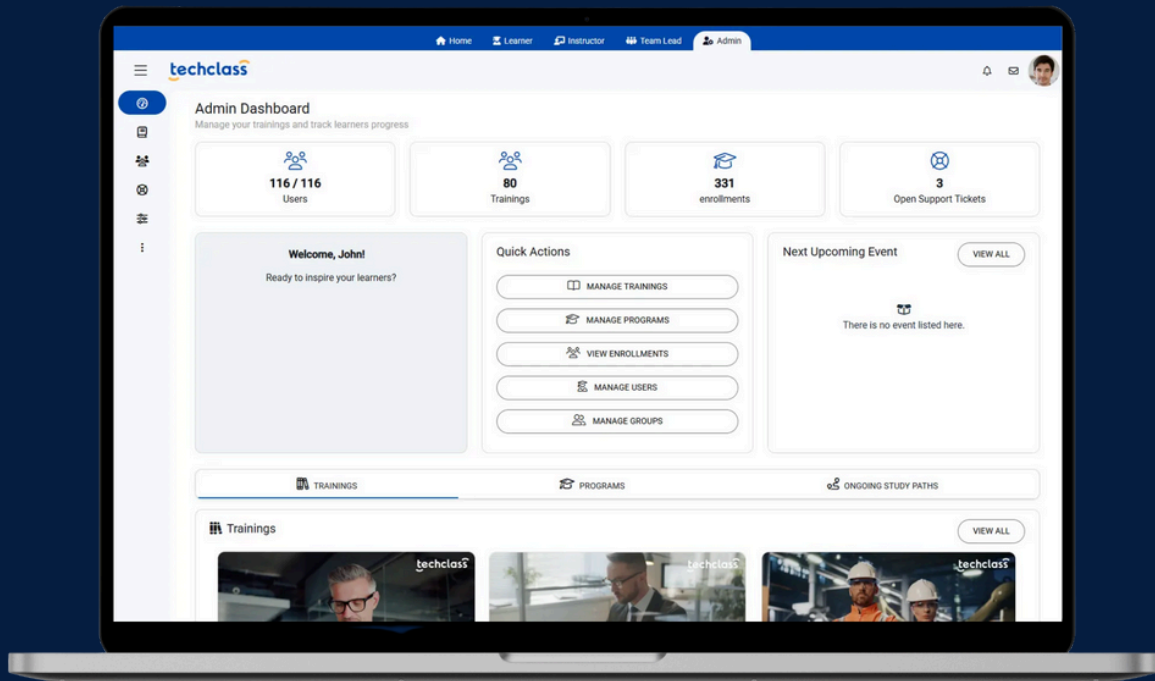 Home
Learner
Instructor
Team Lead
Admin
techclass
Admin Dashboard
Manage your trainings and track learners progress
116 / 116
Users
80
Trainings
331
enrollments
3
Open Support Tickets
Welcome, John!
Ready to inspire your learners?
Quick Actions
MANAGE TRAININGS
MANAGE PROGRAMS
VIEW ENROLLMENTS
MANAGE USERS
MANAGE GROUPS
Next Upcoming Event
VIEW ALL
There is no event listed here.
TRAININGS
PROGRAMS
ONGOING STUDY PATHS
Trainings
VIEW ALL
techclass
techclass
techclass